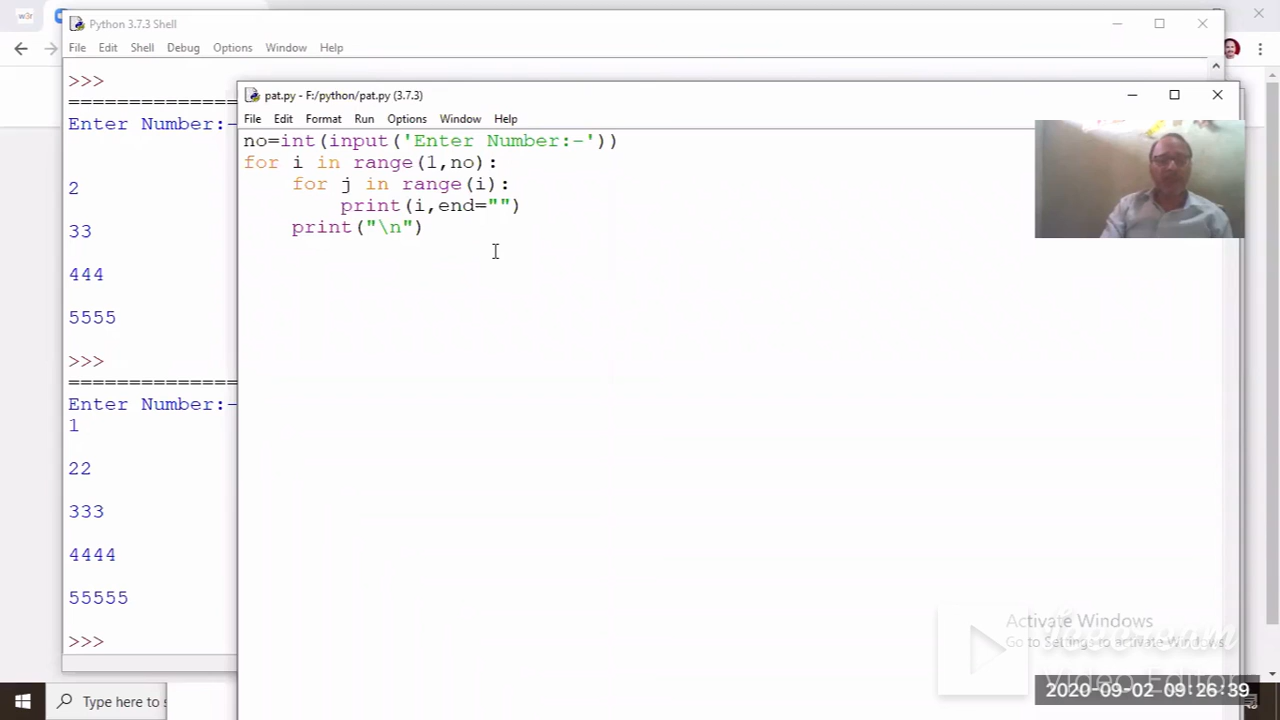 w3r
Python 3.7.3 Shell
File Edit Shell Debug Options Window Help
>>>
=================
Enter Number:-
2
33
444
5555
>>>
=================
Enter Number:-
1
22
333
4444
55555
>>>
pat.py - F:/python/pat.py (3.7.3)
File Edit Format Run Options Window Help
no=int(input('Enter Number:-'))
for i in range(1,no):
    for j in range(i):
        print(i,end="")
    print("\n")
Activate Windows
Go to Settings to activate Windows
Video Editor
2020-09-02 09:26:39
Type here to s